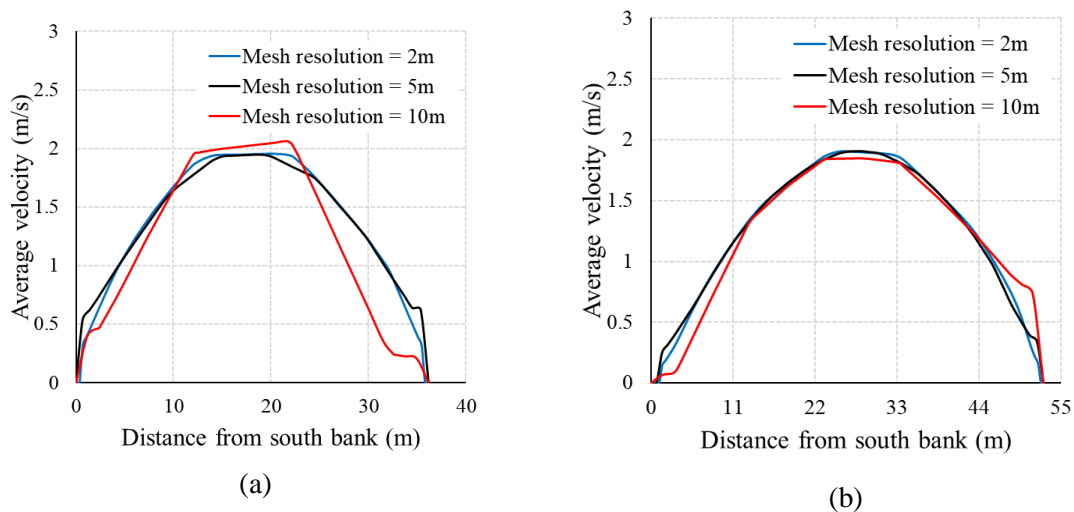 3
2.5
2
1.5
1
0.5
0
Average velocity (m/s)
Mesh resolution = 2m
Mesh resolution = 5m
Mesh resolution = 10m
0 10 20 30 40
Distance from south bank (m)
(a)
3
2.5
2
1.5
1
0.5
0
Average velocity (m/s)
Mesh resolution = 2m
Mesh resolution = 5m
Mesh resolution = 10m
0 11 22 33 44 55
Distance from south bank (m)
(b)